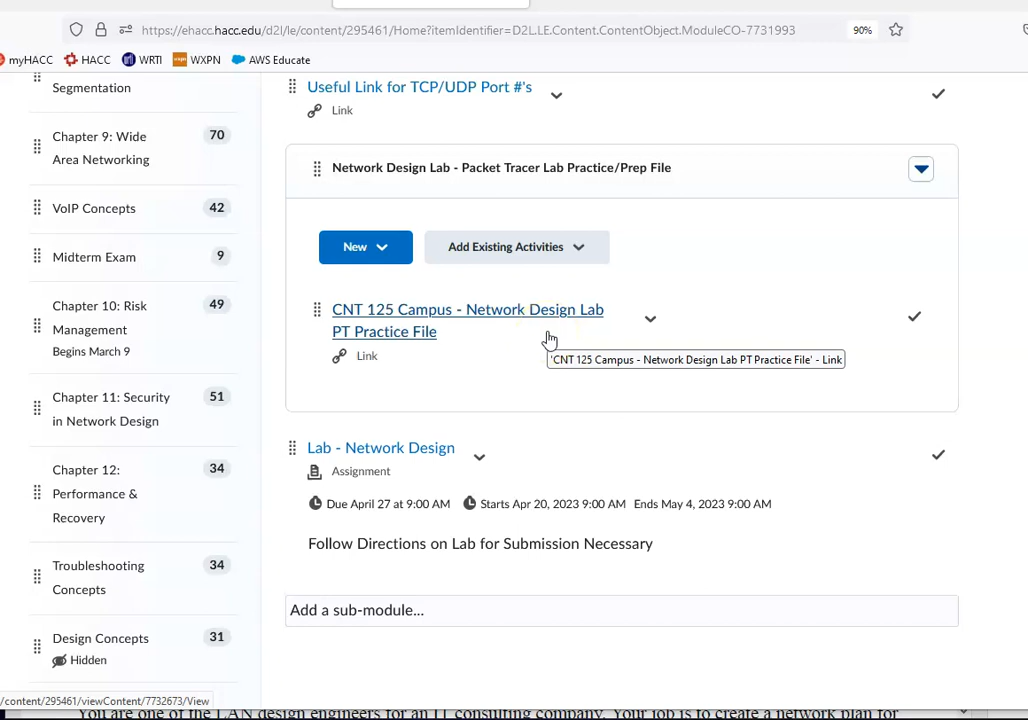 https://ehacc.hacc.edu/d2l/le/content/295461/Home?itemIdentifier=D2L.LE.Content.ContentObject.ModuleCO-7731993
90%
myHACC
HACC
WRTI
WXPN
AWS Educate
Segmentation
Chapter 9: Wide
Area Networking
70
VoIP Concepts
42
Midterm Exam
9
Chapter 10: Risk
Management
Begins March 9
49
Chapter 11: Security
in Network Design
51
Chapter 12:
Performance &
Recovery
34
Troubleshooting
Concepts
34
Design Concepts
Hidden
31
Useful Link for TCP/UDP Port #'s
Link
Network Design Lab - Packet Tracer Lab Practice/Prep File
New
Add Existing Activities
CNT 125 Campus - Network Design Lab
PT Practice File
Link
'CNT 125 Campus - Network Design Lab PT Practice File' - Link
Lab - Network Design
Assignment
Due April 27 at 9:00 AM Starts Apr 20, 2023 9:00 AM Ends May 4, 2023 9:00 AM
Follow Directions on Lab for Submission Necessary
Add a sub-module...
/content/295461/viewContent/7732673/View
You are one of the LAN design engineers for an IT consulting company. Your job is to create a network plan for